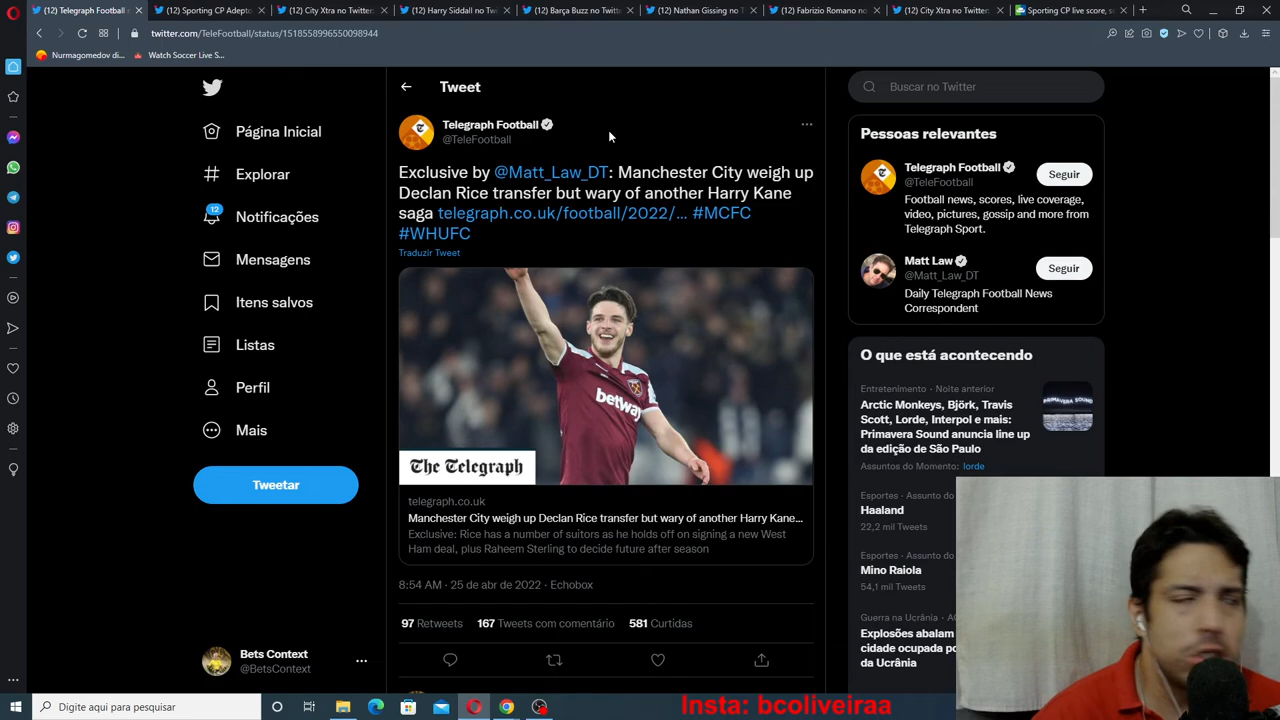 (12) Telegraph Football no T
(12) Sporting CP Adepto
(12) City Xtra no Twitter:
(12) Harry Siddall no Twi
(12) Barça Buzz no Twitt
(12) Nathan Gissing no T
(12) Fabrizio Romano no
(12) City Xtra no Twitter:
Sporting CP live score, s
twitter.com/TeleFootball/status/1518558996550098944
Nurmagomedov di...
Watch Soccer Live S...
Página Inicial
Explorar
12
Notificações
Mensagens
Itens salvos
Listas
Perfil
Mais
Tweetar
Bets Context
@BetsContext
Tweet
Telegraph Football
@TeleFootball
Exclusive by @Matt_Law_DT: Manchester City weigh up
Declan Rice transfer but wary of another Harry Kane
saga telegraph.co.uk/football/2022/... #MCFC
#WHUFC
Traduzir Tweet
betway
The Telegraph
telegraph.co.uk
Manchester City weigh up Declan Rice transfer but wary of another Harry Kane...
Exclusive: Rice has a number of suitors as he holds off on signing a new West
Ham deal, plus Raheem Sterling to decide future after season
8:54 AM · 25 de abr de 2022 · Echobox
97 Retweets 167 Tweets com comentário 581 Curtidas
Buscar no Twitter
Pessoas relevantes
Telegraph Football
@TeleFootball
Seguir
Football news, scores, live coverage,
video, pictures, gossip and more from
Telegraph Sport.
Matt Law
@Matt_Law_DT
Seguir
Daily Telegraph Football News
Correspondent
O que está acontecendo
Entretenimento · Noite anterior
Arctic Monkeys, Björk, Travis
Scott, Lorde, Interpol e mais:
Primavera Sound anuncia line up
da edição de São Paulo
PRIMAVERA SOUND
Assuntos do Momento: lorde
Esportes · Assunto do
Haaland
22,2 mil Tweets
Esportes · Assunto do
Mino Raiola
54,1 mil Tweets
Guerra na Ucrânia · AO
Explosões abalam
cidade ocupada po
da Ucrânia
Digite aqui para pesquisar
Insta: bcoliveiraa